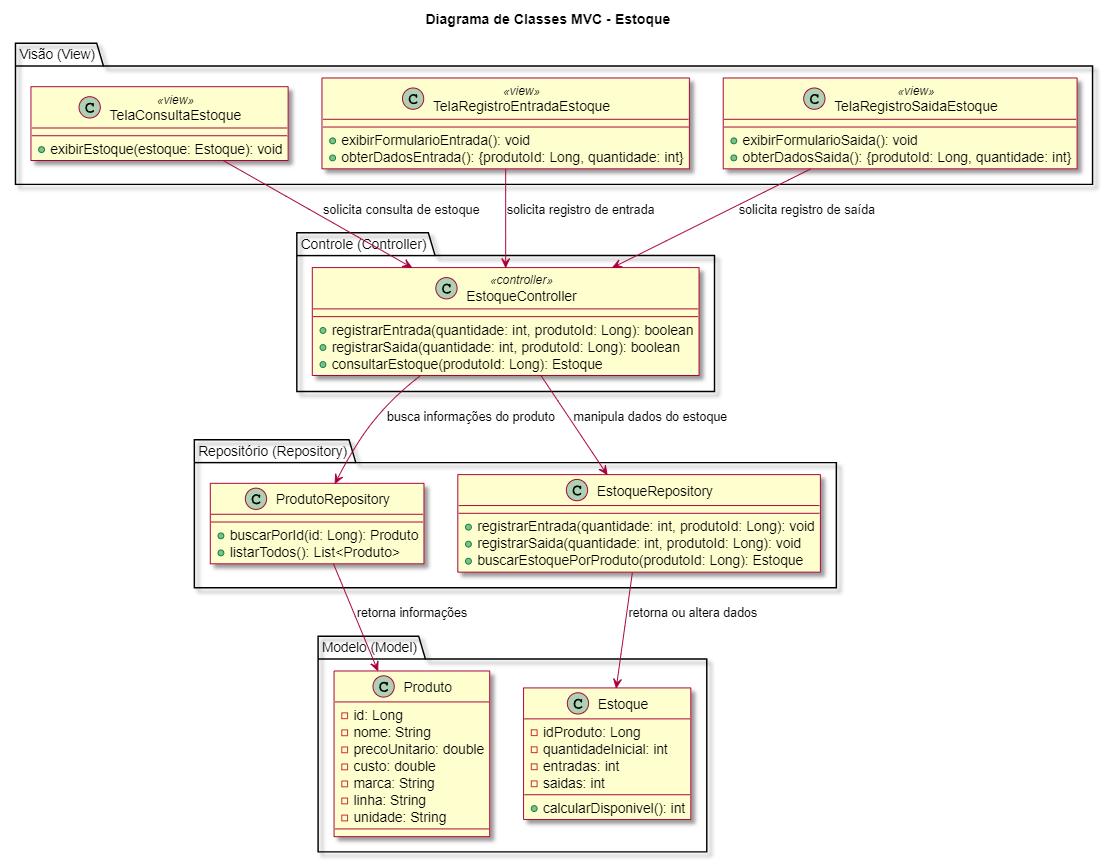 Diagrama de Classes MVC - Estoque
Visão (View)
C
«view»
TelaConsultaEstoque
exibirEstoque(estoque: Estoque): void
C
«view»
TelaRegistroEntradaEstoque
exibirFormularioEntrada(): void
obterDadosEntrada(): {produtoId: Long, quantidade: int}
C
«view»
TelaRegistroSaidaEstoque
exibirFormularioSaida(): void
obterDadosSaida(): {produtoId: Long, quantidade: int}
solicita consulta de estoque
solicita registro de entrada
solicita registro de saída
Controle (Controller)
C
«controller»
EstoqueController
registrarEntrada(quantidade: int, produtoId: Long): boolean
registrarSaida(quantidade: int, produtoId: Long): boolean
consultarEstoque(produtoId: Long): Estoque
busca informações do produto
manipula dados do estoque
Repositório (Repository)
C
ProdutoRepository
buscarPorId(id: Long): Produto
listarTodos(): List<Produto>
C
EstoqueRepository
registrarEntrada(quantidade: int, produtoId: Long): void
registrarSaida(quantidade: int, produtoId: Long): void
buscarEstoquePorProduto(produtoId: Long): Estoque
retorna informações
retorna ou altera dados
Modelo (Model)
C
Produto
id: Long
nome: String
precoUnitario: double
custo: double
marca: String
linha: String
unidade: String
C
Estoque
idProduto: Long
quantidadeInicial: int
entradas: int
saidas: int
calcularDisponivel(): int